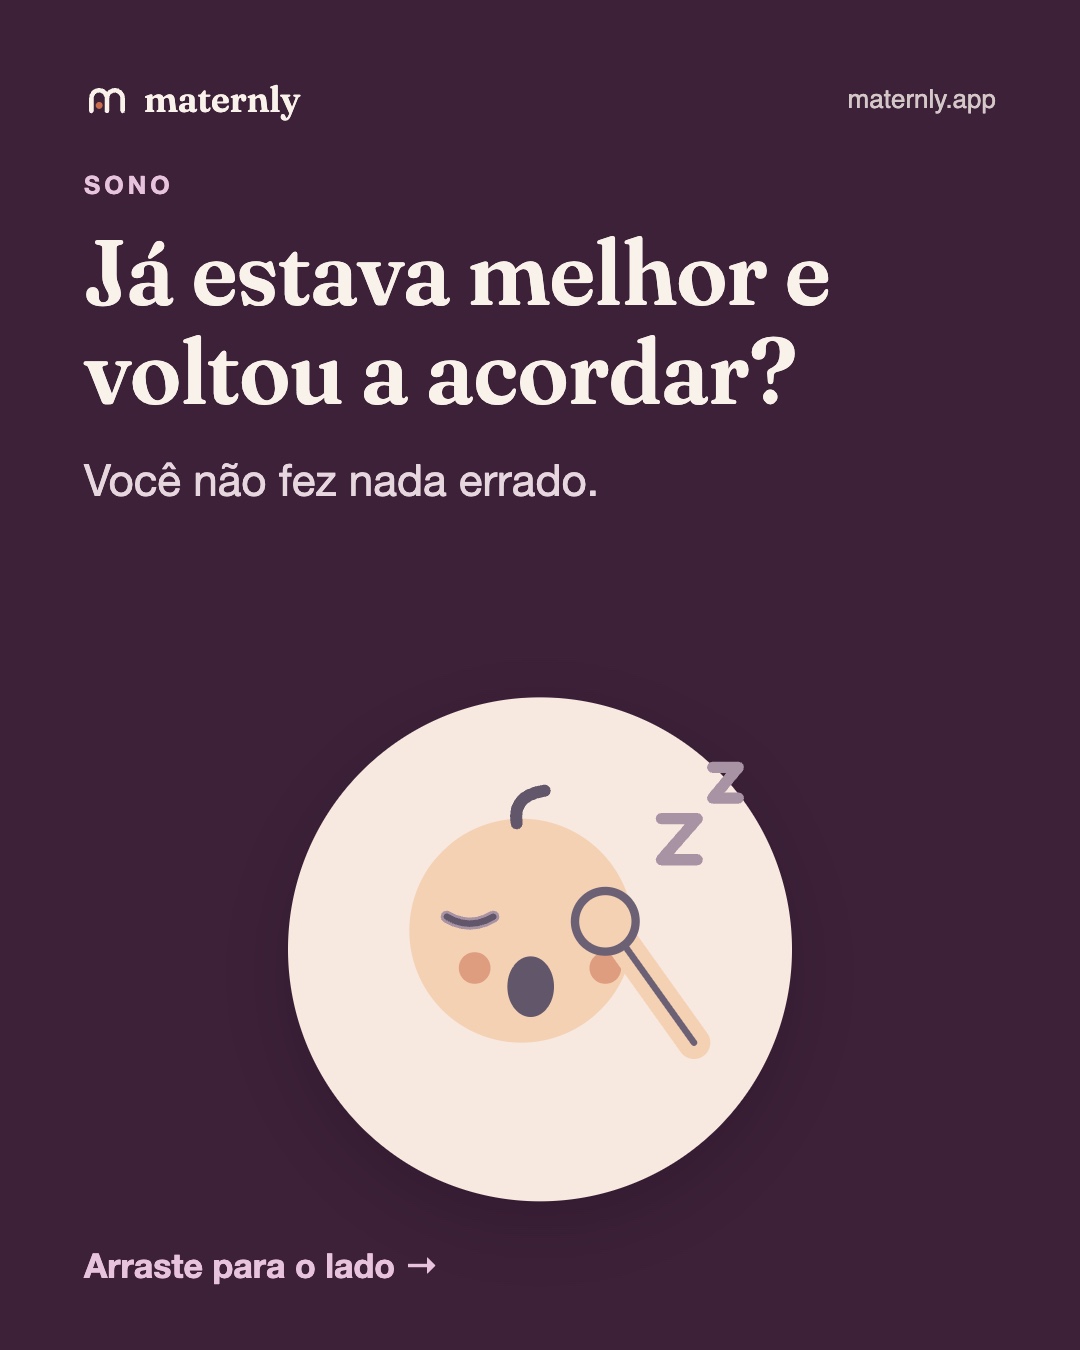 maternly
maternly.app
SONO
Já estava melhor e
voltou a acordar?
Você não fez nada errado.
z
z
Arraste para o lado →